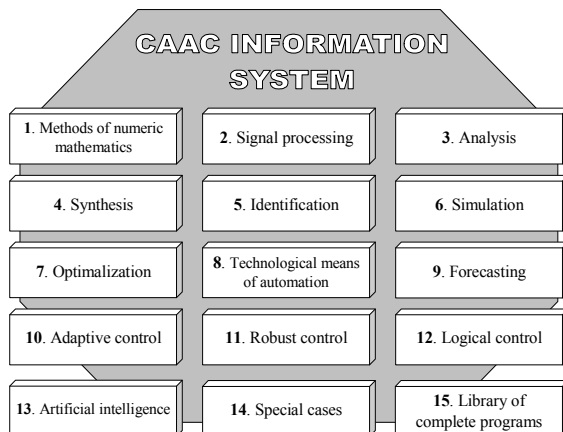 CAAC INFORMATION
SYSTEM
1. Methods of numeric
mathematics
2. Signal processing
3. Analysis
4. Synthesis
5. Identification
6. Simulation
7. Optimalization
8. Technological means
of automation
9. Forecasting
10. Adaptive control
11. Robust control
12. Logical control
13. Artificial intelligence
14. Special cases
15. Library of
complete programs